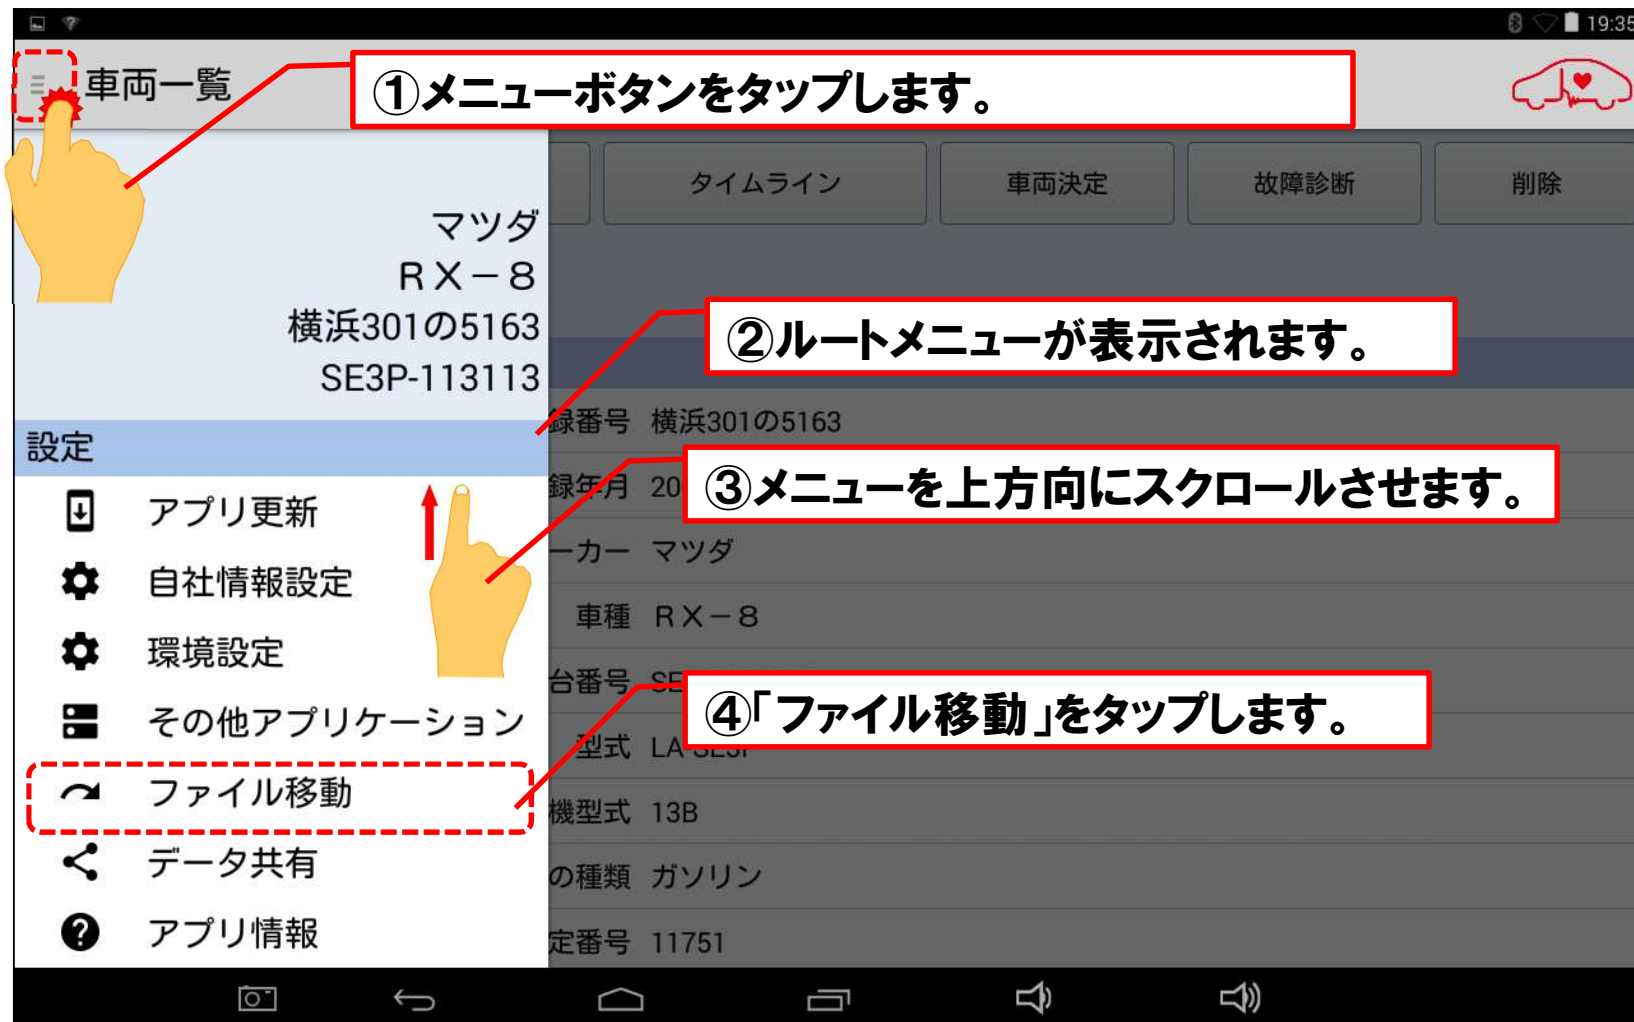 19:35
車両一覧
①メニューボタンをタップします。
タイムライン
車両決定
故障診断
削除
マツダ
ＲＸ－８
横浜301の5163
SE3P-113113
②ルートメニューが表示されます。
設定
録番号 横浜301の5163
録年月 20
③メニューを上方向にスクロールさせます。
アプリ更新
ーカー マツダ
自社情報設定
車種 ＲＸ－８
環境設定
台番号 SE
④「ファイル移動」をタップします。
その他アプリケーション
型式 LA-SE3P
ファイル移動
機型式 13B
データ共有
の種類 ガソリン
アプリ情報
定番号 11751